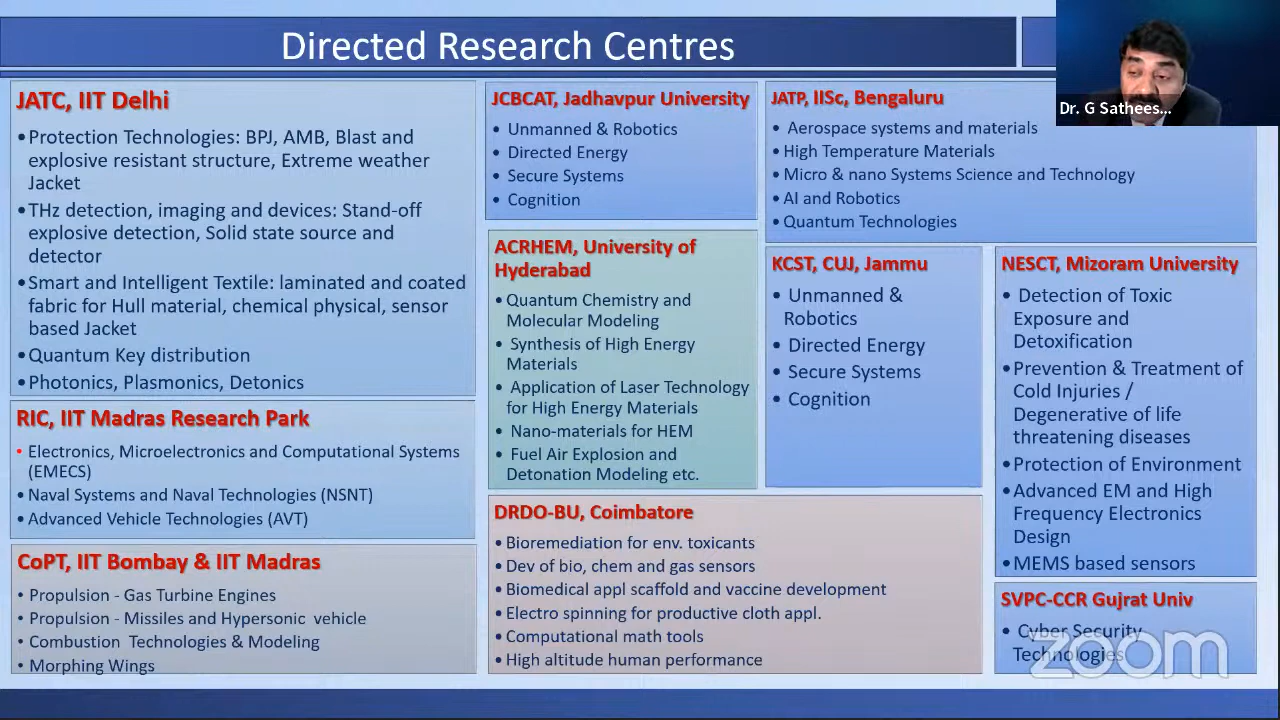 Directed Research Centres
Dr. G Sathees...
JATC, IIT Delhi
• Protection Technologies: BPJ, AMB, Blast and
explosive resistant structure, Extreme weather
Jacket
• THz detection, imaging and devices: Stand-off
explosive detection, Solid state source and
detector
• Smart and Intelligent Textile: laminated and coated
fabric for Hull material, chemical physical, sensor
based Jacket
• Quantum Key distribution
• Photonics, Plasmonics, Detonics
RIC, IIT Madras Research Park
• Electronics, Microelectronics and Computational Systems
(EMECS)
• Naval Systems and Naval Technologies (NSNT)
• Advanced Vehicle Technologies (AVT)
CoPT, IIT Bombay & IIT Madras
• Propulsion - Gas Turbine Engines
• Propulsion - Missiles and Hypersonic vehicle
• Combustion Technologies & Modeling
• Morphing Wings
JCBCAT, Jadhavpur University
• Unmanned & Robotics
• Directed Energy
• Secure Systems
• Cognition
ACRHEM, University of
Hyderabad
• Quantum Chemistry and
Molecular Modeling
• Synthesis of High Energy
Materials
• Application of Laser Technology
for High Energy Materials
• Nano-materials for HEM
• Fuel Air Explosion and
Detonation Modeling etc.
DRDO-BU, Coimbatore
• Bioremediation for env. toxicants
• Dev of bio, chem and gas sensors
• Biomedical appl scaffold and vaccine development
• Electro spinning for productive cloth appl.
• Computational math tools
• High altitude human performance
JATP, IISc, Bengaluru
• Aerospace systems and materials
• High Temperature Materials
• Micro & nano Systems Science and Technology
• AI and Robotics
• Quantum Technologies
KCST, CUJ, Jammu
• Unmanned &
Robotics
• Directed Energy
• Secure Systems
• Cognition
NESCT, Mizoram University
• Detection of Toxic
Exposure and
Detoxification
• Prevention & Treatment of
Cold Injuries /
Degenerative of life
threatening diseases
• Protection of Environment
• Advanced EM and High
Frequency Electronics
Design
• MEMS based sensors
SVPC-CCR Gujrat Univ
• Cyber Security
Technologies
zoom